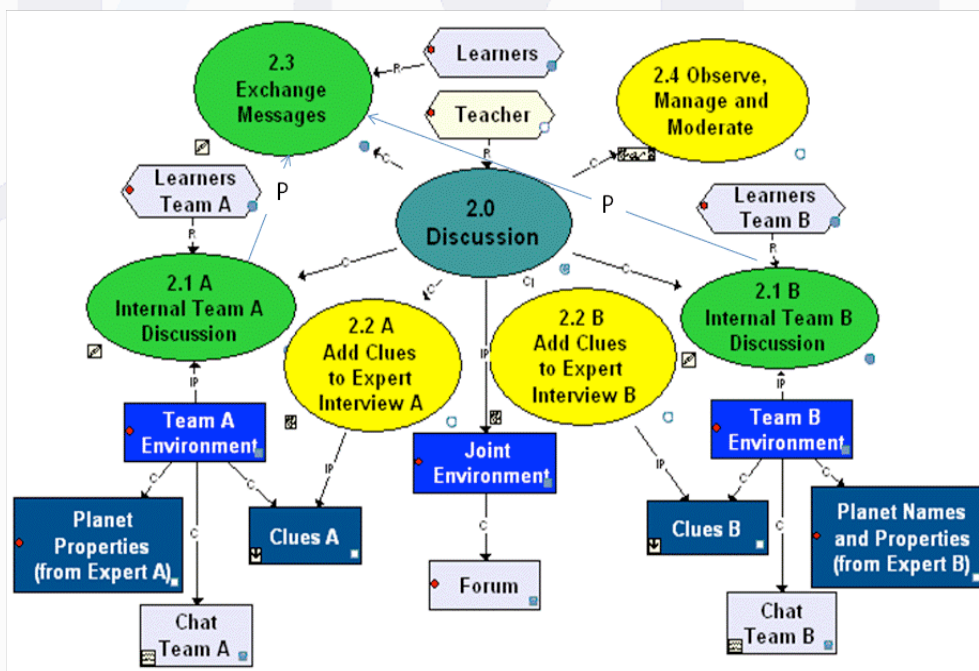 2.3
Exchange
Messages
Learners
R
Teacher
R
2.4 Observe,
Manage and
Moderate
C
C
P
P
Learners
Team A
R
2.0
Discussion
Learners
Team B
R
2.1 A
Internal Team A
Discussion
C
C
C
2.1 B
Internal Team B
Discussion
2.2 A
Add Clues
to Expert
Interview A
IP
2.2 B
Add Clues
to Expert
Interview B
IP
IP
Team A
Environment
Joint
Environment
Team B
Environment
C
C
C
IP
C
IP
C
C
C
Planet
Properties
(from Expert A)
Clues A
Forum
Clues B
Planet Names
and Properties
(from Expert B)
Chat
Team A
Chat
Team B